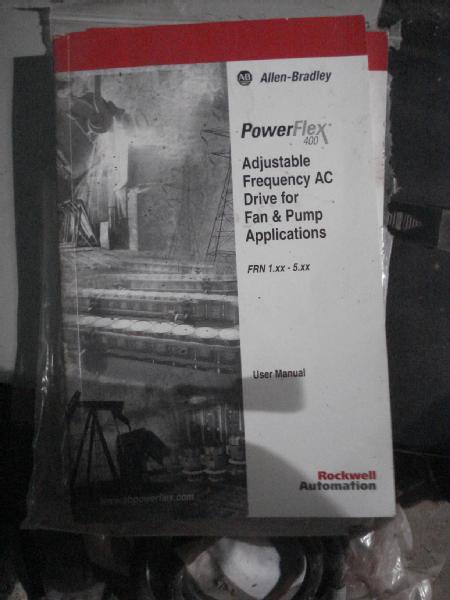 AB Allen-Bradley
PowerFlex
400
Adjustable
Frequency AC
Drive for
Fan & Pump
Applications
FRN 1.xx - 5.xx
User Manual
www.abpowerflex.com
Rockwell
Automation